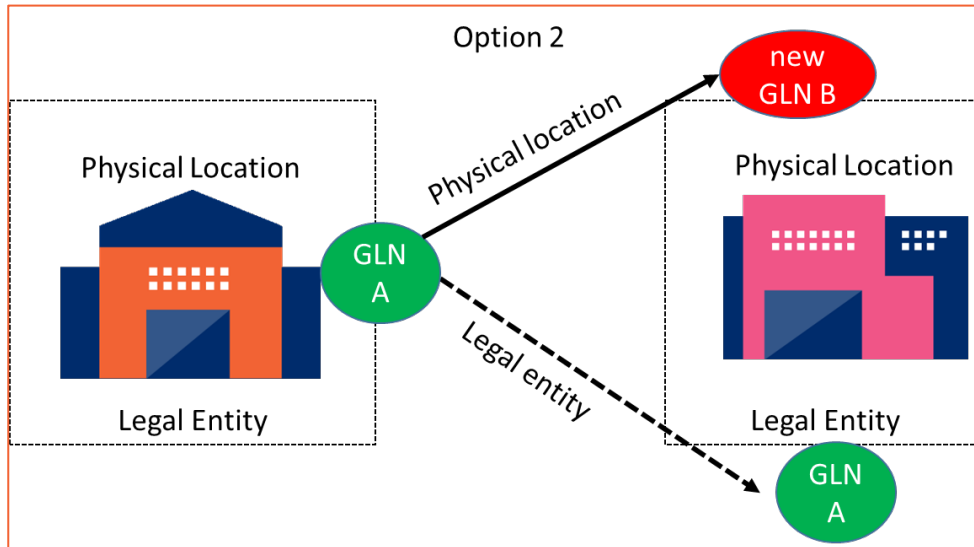 Option 2
new
GLN B
Physical location
Physical Location
Physical Location
GLN
A
Legal entity
Legal Entity
Legal Entity
GLN
A